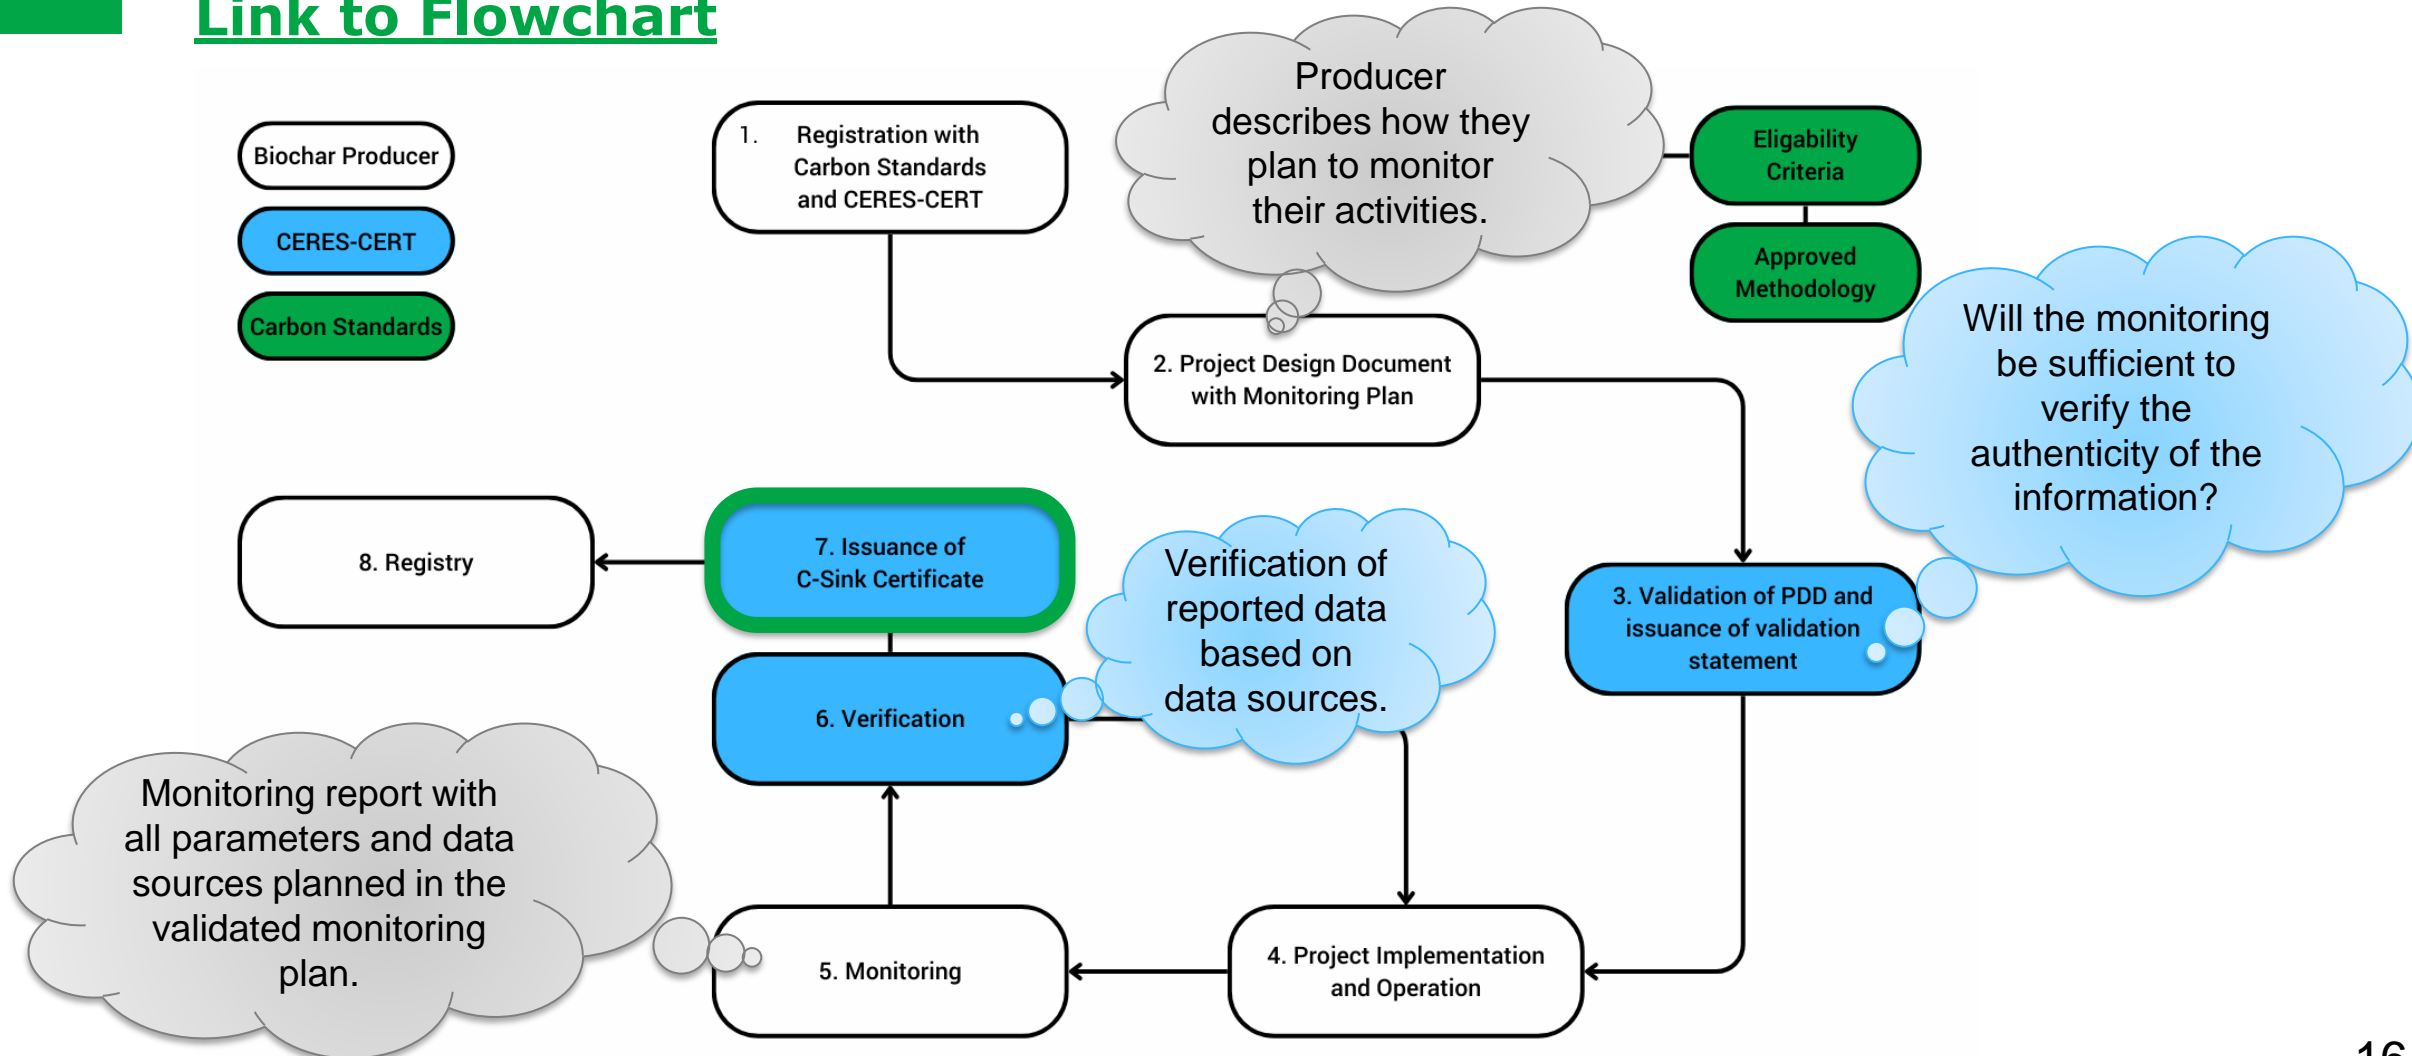 Link to Flowchart
Biochar Producer
CERES-CERT
Carbon Standards
1. Registration with
Carbon Standards
and CERES-CERT
Producer
describes how they
plan to monitor
their activities.
Eligability
Criteria
Approved
Methodology
2. Project Design Document
with Monitoring Plan
Will the monitoring
be sufficient to
verify the
authenticity of the
information?
3. Validation of PDD and
issuance of validation
statement
8. Registry
7. Issuance of
C-Sink Certificate
Verification of
reported data
based on
data sources.
6. Verification
Monitoring report with
all parameters and data
sources planned in the
validated monitoring
plan.
5. Monitoring
4. Project Implementation
and Operation
16